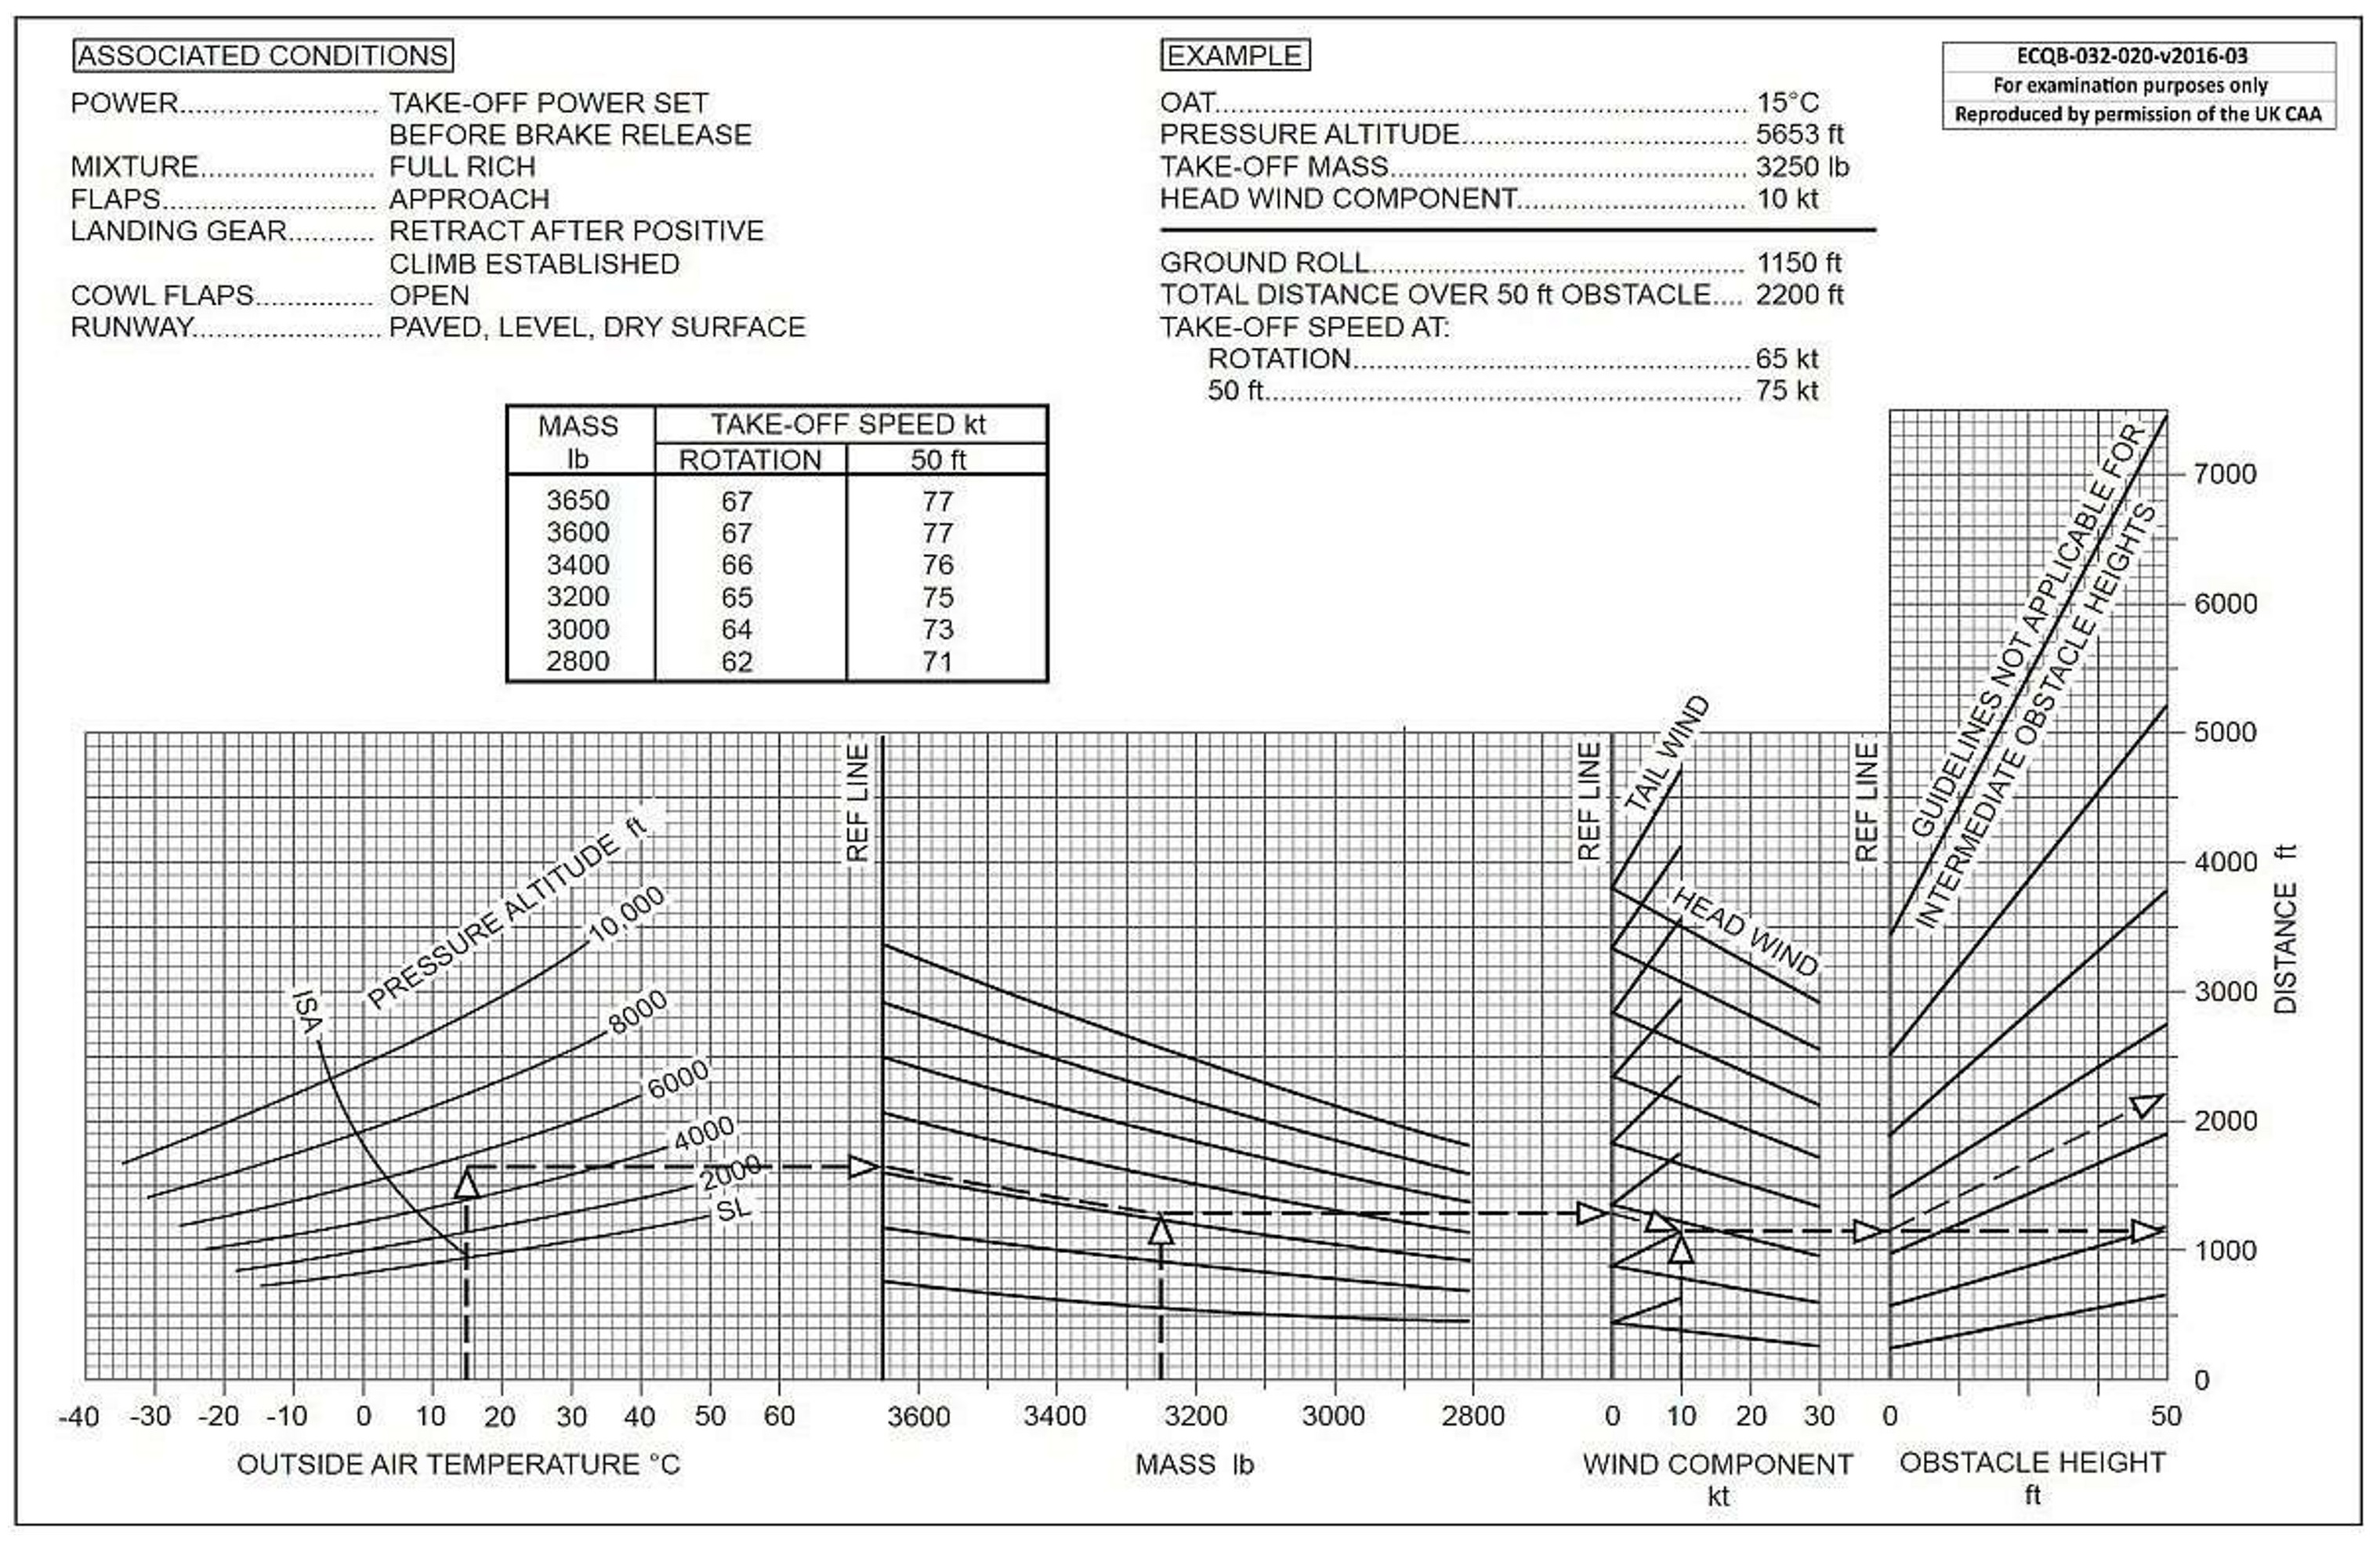 ASSOCIATED CONDITIONS
POWER.......................... TAKE-OFF POWER SET
BEFORE BRAKE RELEASE
MIXTURE....................... FULL RICH
FLAPS............................ APPROACH
LANDING GEAR........... RETRACT AFTER POSITIVE
CLIMB ESTABLISHED
COWL FLAPS............... OPEN
RUNWAY........................ PAVED, LEVEL, DRY SURFACE
EXAMPLE
OAT..................................................................... 15°C
PRESSURE ALTITUDE..................................... 5653 ft
TAKE-OFF MASS.............................................. 3250 lb
HEAD WIND COMPONENT.............................. 10 kt
GROUND ROLL................................................. 1150 ft
TOTAL DISTANCE OVER 50 ft OBSTACLE.... 2200 ft
TAKE-OFF SPEED AT:
ROTATION.................................................... 65 kt
50 ft............................................................... 75 kt
ECQB-032-020-v2016-03
For examination purposes only
Reproduced by permission of the UK CAA
MASS lb
TAKE-OFF SPEED kt
ROTATION 50 ft
3650 67 77
3600 67 77
3400 66 76
3200 65 75
3000 64 73
2800 62 71
PRESSURE ALTITUDE ft
10,000
8000
6000
4000
2000
SL
ISA
REF LINE
REF LINE
TAIL WIND
HEAD WIND
REF LINE
GUIDELINES NOT APPLICABLE FOR
INTERMEDIATE OBSTACLE HEIGHTS
7000
6000
5000
4000
3000
2000
1000
0
DISTANCE ft
-40 -30 -20 -10 0 10 20 30 40 50 60
3600 3400 3200 3000 2800
0 10 20 30
0 50
OUTSIDE AIR TEMPERATURE °C
MASS lb
WIND COMPONENT
kt
OBSTACLE HEIGHT
ft